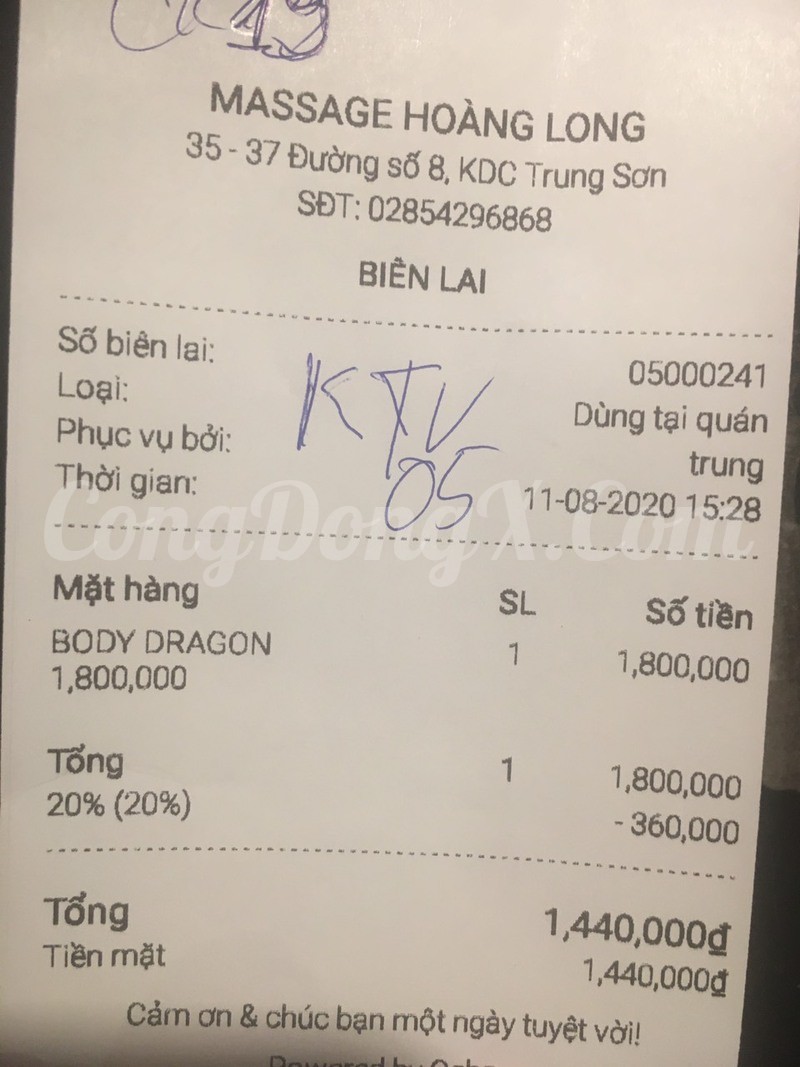 MASSAGE HOÀNG LONG
35 - 37 Đường số 8, KDC Trung Sơn
SĐT: 02854296868
BIÊN LAI
Số biên lai: 05000241
Loại: Dùng tại quán
Phục vụ bởi: trung
Thời gian: 11-08-2020 15:28
KTV
05
CongDongX.Com
Mặt hàng SL Số tiền
BODY DRAGON 1 1,800,000
1,800,000
Tổng 1 1,800,000
20% (20%) - 360,000
Tổng 1,440,000₫
Tiền mặt 1,440,000₫
Cảm ơn & chúc bạn một ngày tuyệt vời!
Powered by